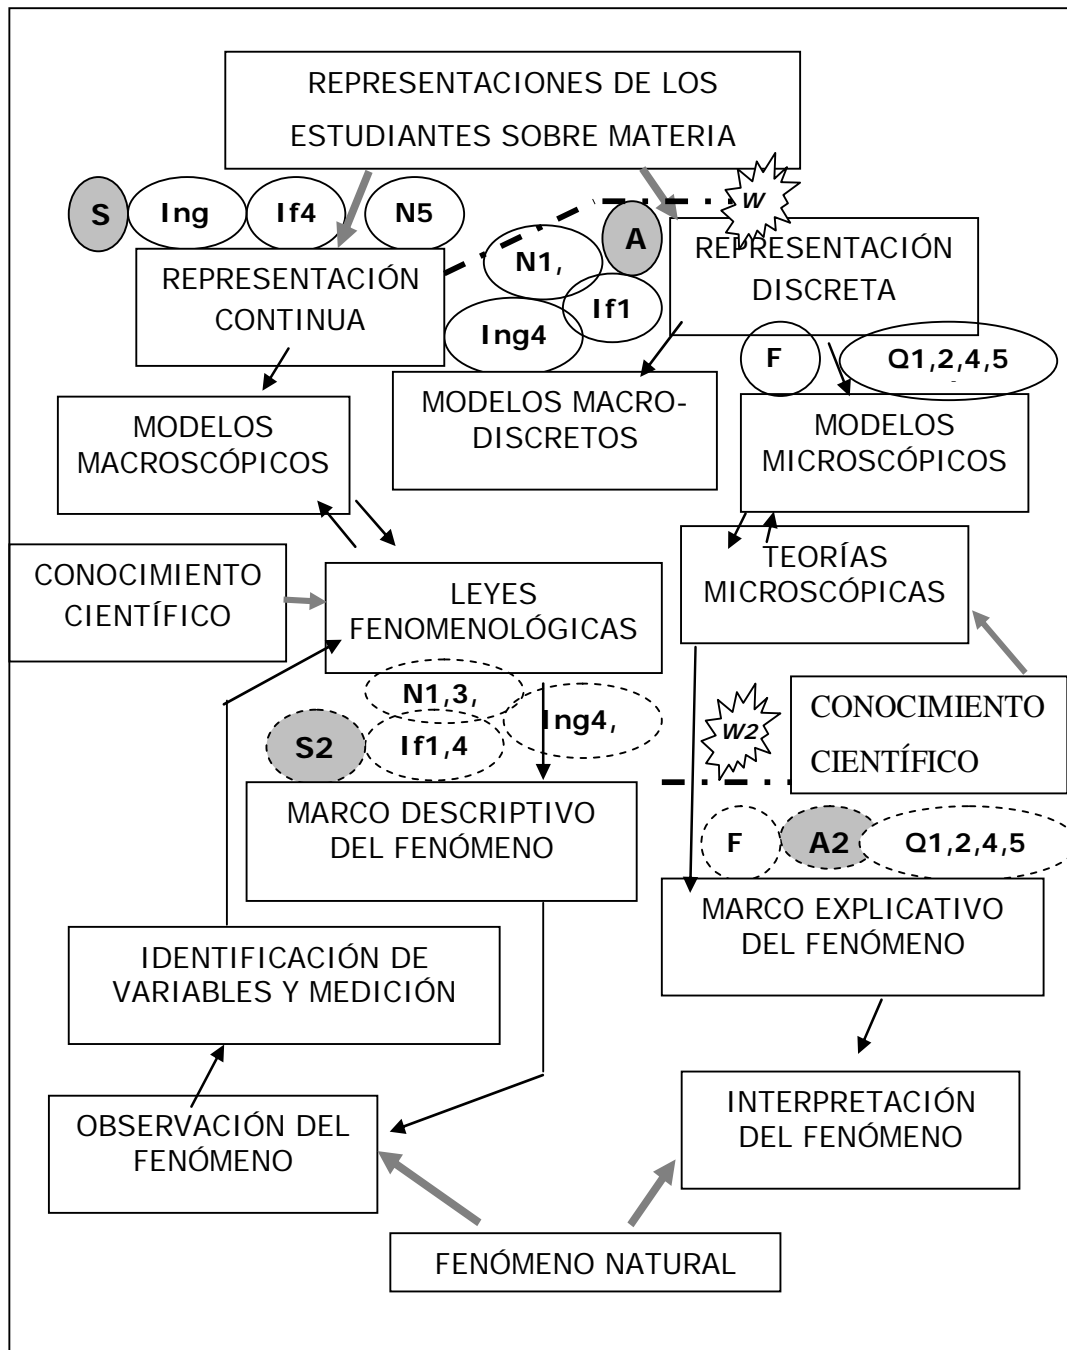 REPRESENTACIONES DE LOS
ESTUDIANTES SOBRE MATERIA
W
S
Ing
If4
N5
A
N1,
If1
Ing4
REPRESENTACIÓN
CONTINUA
REPRESENTACIÓN
DISCRETA
F
Q1,2,4,5
MODELOS
MACROSCÓPICOS
MODELOS MACRO-
DISCRETOS
MODELOS
MICROSCÓPICOS
CONOCIMIENTO
CIENTÍFICO
LEYES
FENOMENOLÓGICAS
TEORÍAS
MICROSCÓPICAS
N1,3,
Ing4,
S2
If1,4
W2
CONOCIMIENTO
CIENTÍFICO
MARCO DESCRIPTIVO
DEL FENÓMENO
F
A2
Q1,2,4,5
MARCO EXPLICATIVO
DEL FENÓMENO
IDENTIFICACIÓN DE
VARIABLES Y MEDICIÓN
OBSERVACIÓN DEL
FENÓMENO
INTERPRETACIÓN
DEL FENÓMENO
FENÓMENO NATURAL